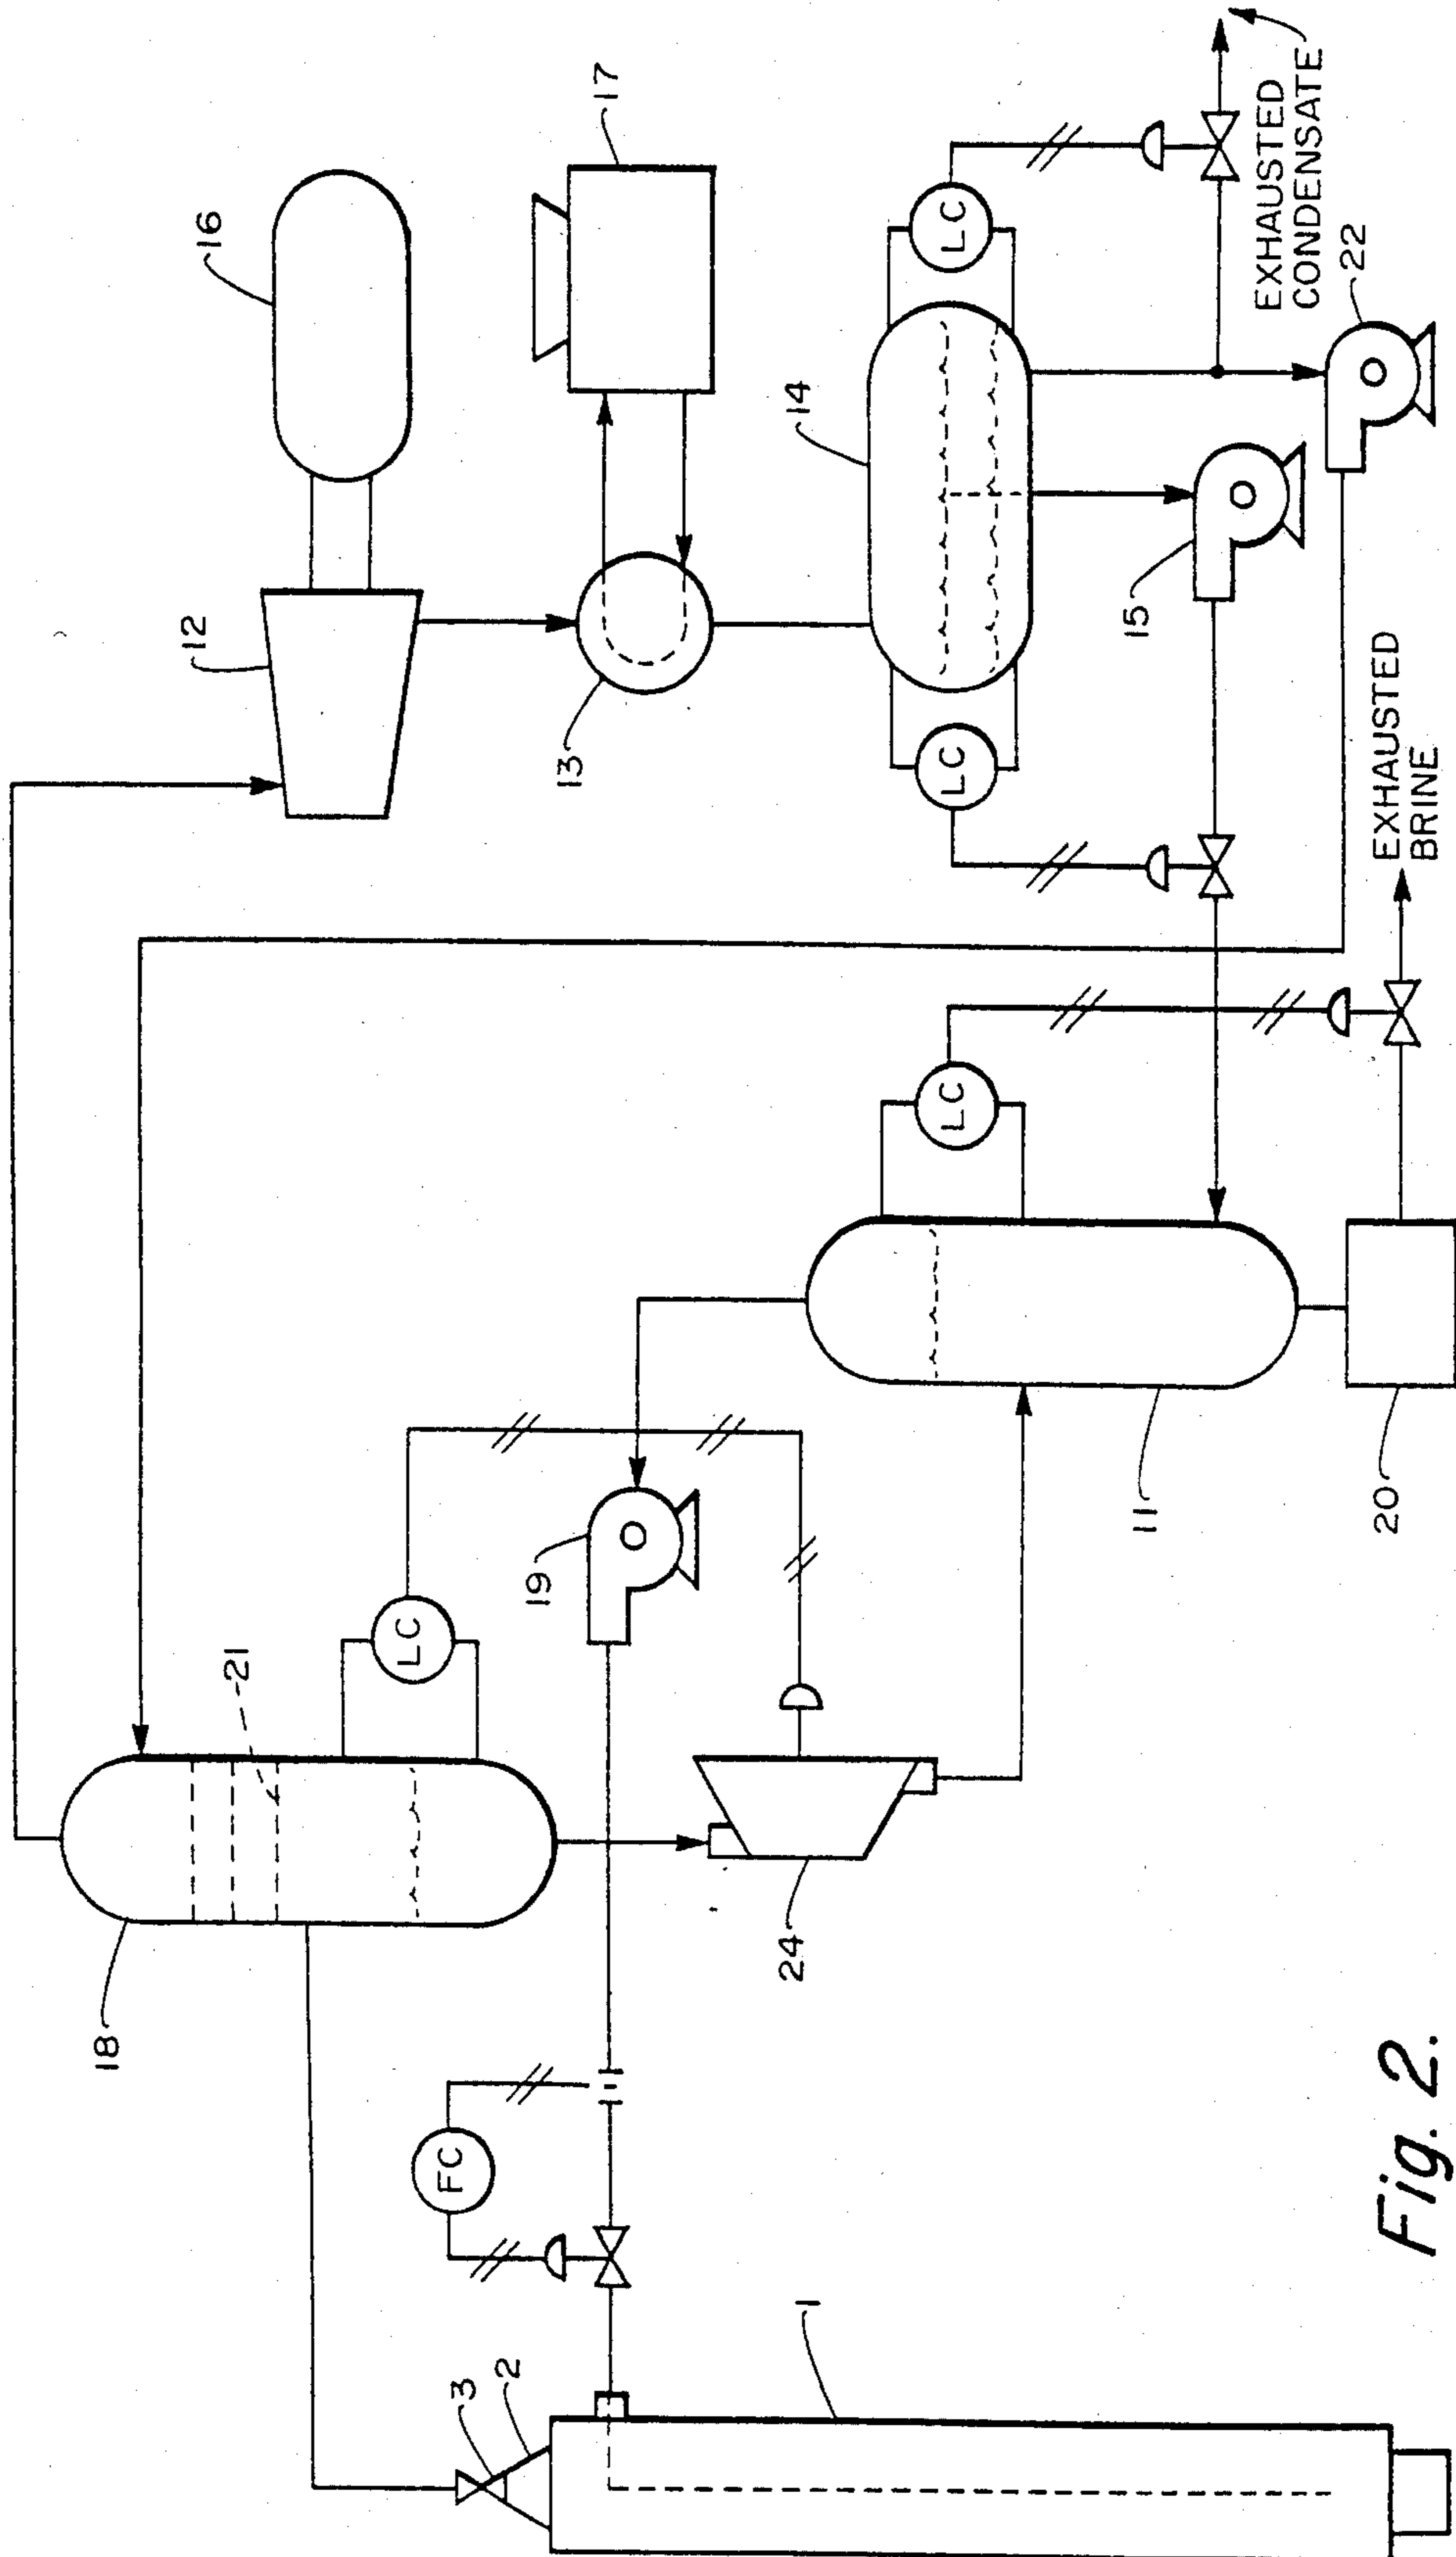 16
17
12
13
14
LC
LC
EXHAUSTED
CONDENSATE
22
15
EXHAUSTED
BRINE
LC
11
20
19
LC
21
18
24
FC
3
2
1
Fig. 2.